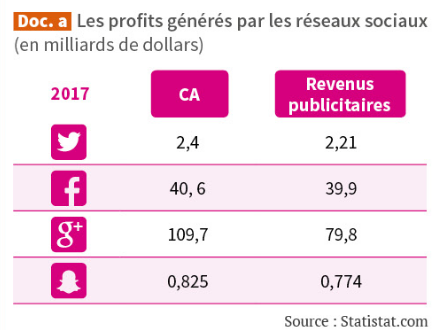 Doc. a Les profits générés par les réseaux sociaux
(en milliards de dollars)
2017 CA Revenus publicitaires
2,4 2,21
f 40, 6 39,9
g+ 109,7 79,8
0,825 0,774
Source : Statistat.com